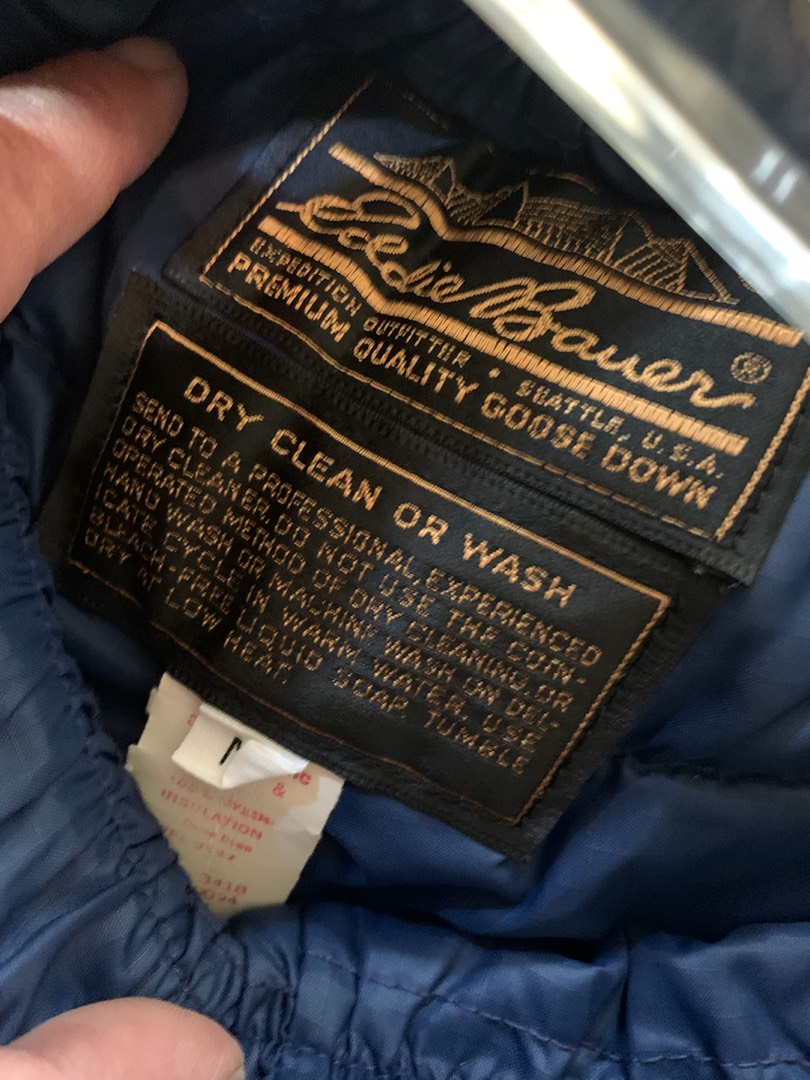 Eddie Bauer ®
EXPEDITION OUTFITTER • SEATTLE, U.S.A.
PREMIUM QUALITY GOOSE DOWN
DRY CLEAN OR WASH
SEND TO A PROFESSIONAL, EXPERIENCED
DRY CLEANER. DO NOT USE THE COIN-
OPERATED METHOD OF DRY CLEANING. OR
HAND WASH OR MACHINE WASH ON DEL-
ICATE CYCLE IN WARM WATER. USE
BLEACH-FREE LIQUID SOAP. TUMBLE
DRY AT LOW HEAT.
&
INSULATION
3418